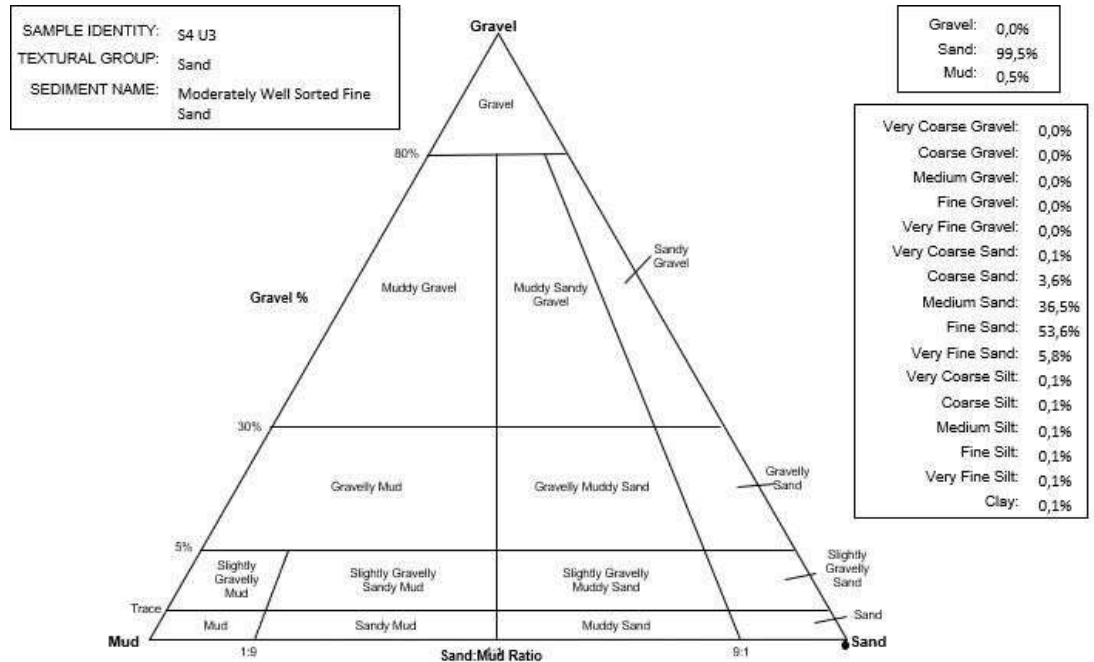 SAMPLE IDENTITY: S4 U3
TEXTURAL GROUP: Sand
SEDIMENT NAME: Moderately Well Sorted Fine
Sand
Gravel: 0,0%
Sand: 99,5%
Mud: 0,5%
Very Coarse Gravel: 0,0%
Coarse Gravel: 0,0%
Medium Gravel: 0,0%
Fine Gravel: 0,0%
Very Fine Gravel: 0,0%
Very Coarse Sand: 0,1%
Coarse Sand: 3,6%
Medium Sand: 36,5%
Fine Sand: 53,6%
Very Fine Sand: 5,8%
Very Coarse Silt: 0,1%
Coarse Silt: 0,1%
Medium Silt: 0,1%
Fine Silt: 0,1%
Very Fine Silt: 0,1%
Clay: 0,1%
Gravel
Gravel
80%
Sandy
Gravel
Muddy Gravel
Muddy Sandy
Gravel
Gravel %
30%
Gravelly Mud
Gravelly Muddy Sand
Gravelly
Sand
5%
Slightly
Gravelly
Mud
Slightly Gravelly
Sandy Mud
Slightly Gravelly
Muddy Sand
Slightly
Gravelly
Sand
Trace
Mud
Sandy Mud
Muddy Sand
Sand
Mud
Sand
1:9
9:1
Sand:Mud Ratio